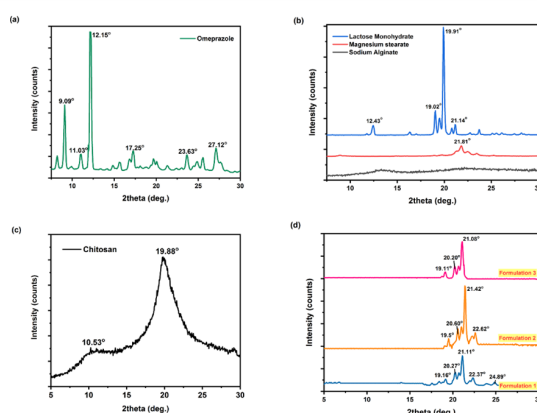 (a)
12.15°
Omeprazole
9.09°
11.03°
17.25°
23.63°
27.12°
Intensity (counts)
10 15 20 25 30
2theta (deg.)
(b)
19.91°
Lactose Monohydrate
Magnesium stearate
Sodium Alginate
19.02°
12.43°
21.14°
21.81°
Intensity (counts)
10 15 20 25 30
2theta (deg.)
(c)
Chitosan
19.88°
10.53°
Intensity (counts)
5 10 15 20 25 30
2theta (deg.)
(d)
21.08°
20.20°
19.11°
Formulation 3
21.42°
20.60°
19.5°
22.62°
Formulation 2
21.11°
20.27°
19.16°
22.37°
24.89°
Formulation 1
Intensity (counts)
5 10 15 20 25 30
2theta (deg.)